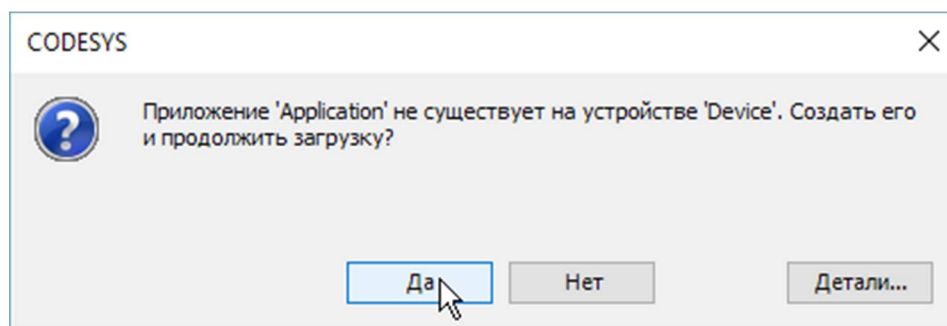 CODESYS
Приложение 'Application' не существует на устройстве 'Device'. Создать его
и продолжить загрузку?
Да
Нет
Детали...